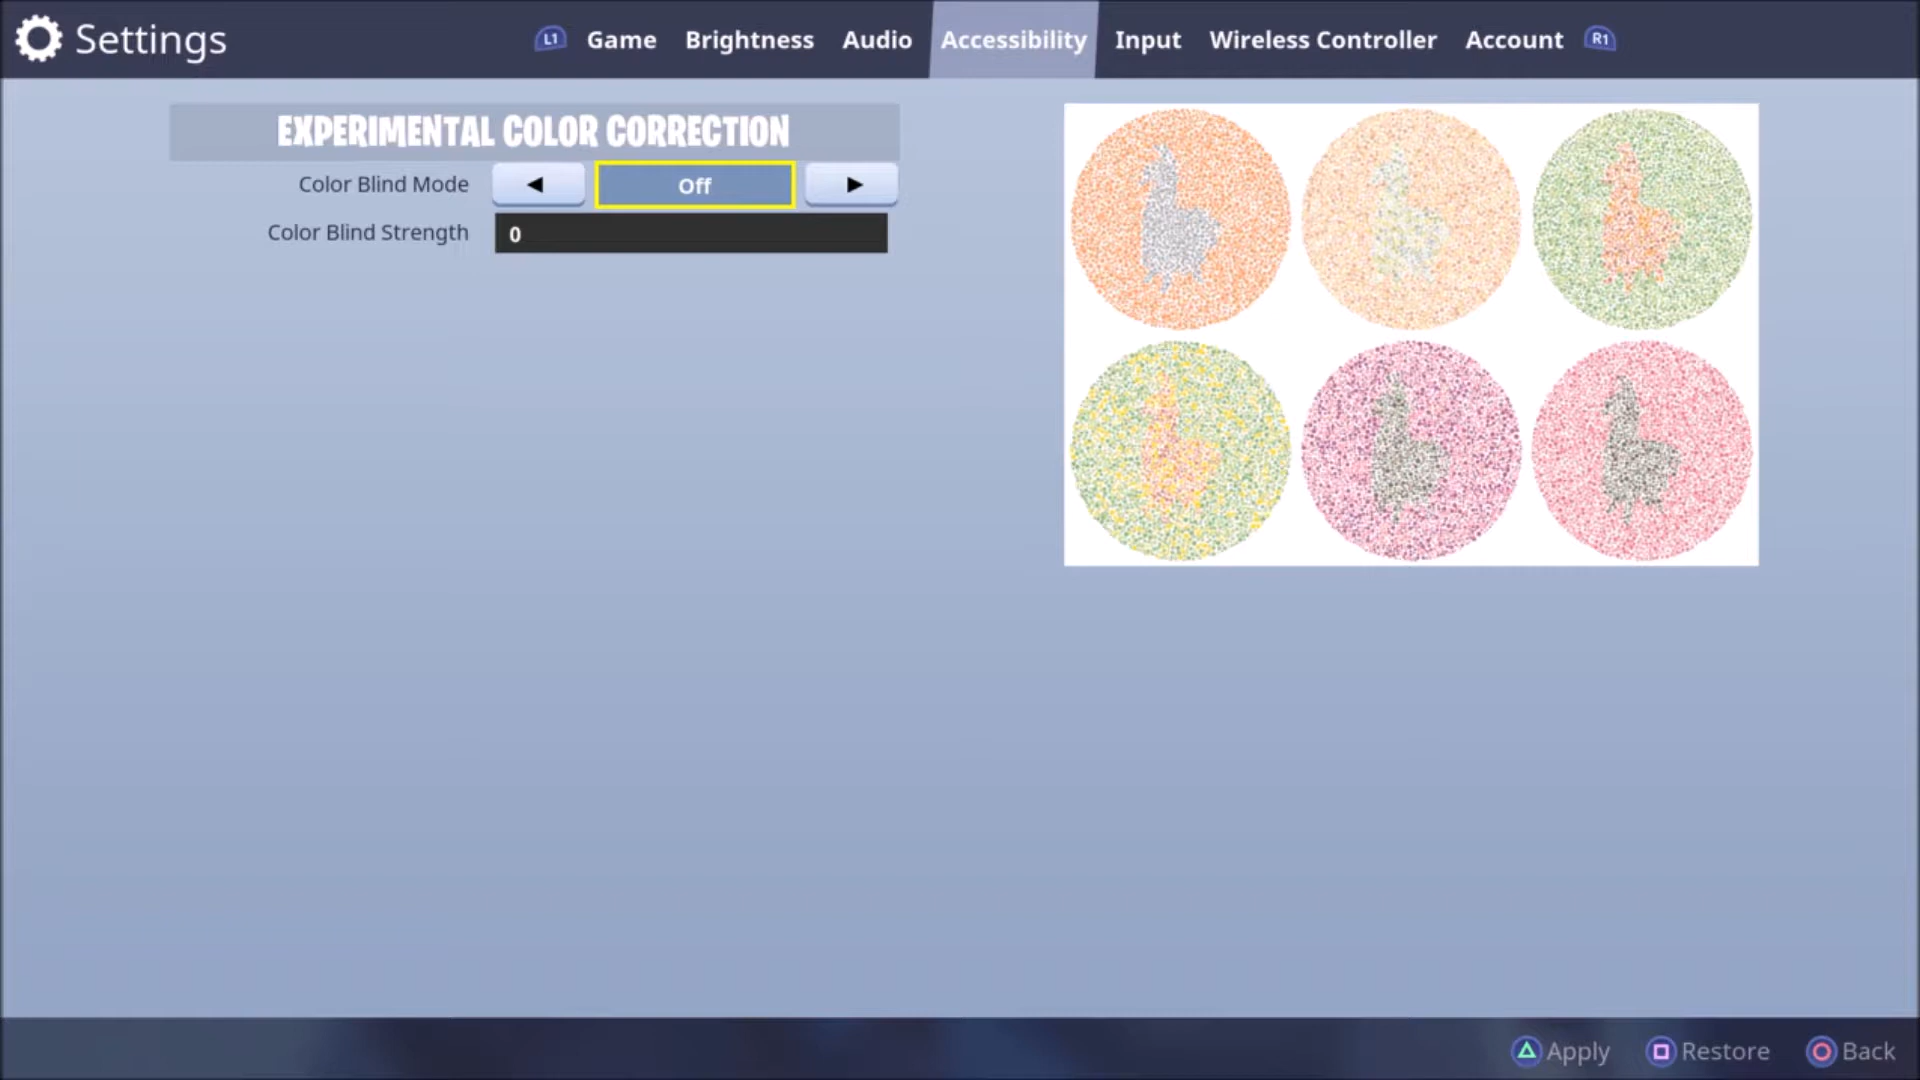 Settings
L1 Game Brightness Audio Accessibility Input Wireless Controller Account R1
EXPERIMENTAL COLOR CORRECTION
Color Blind Mode Off
Color Blind Strength 0
Apply Restore Back